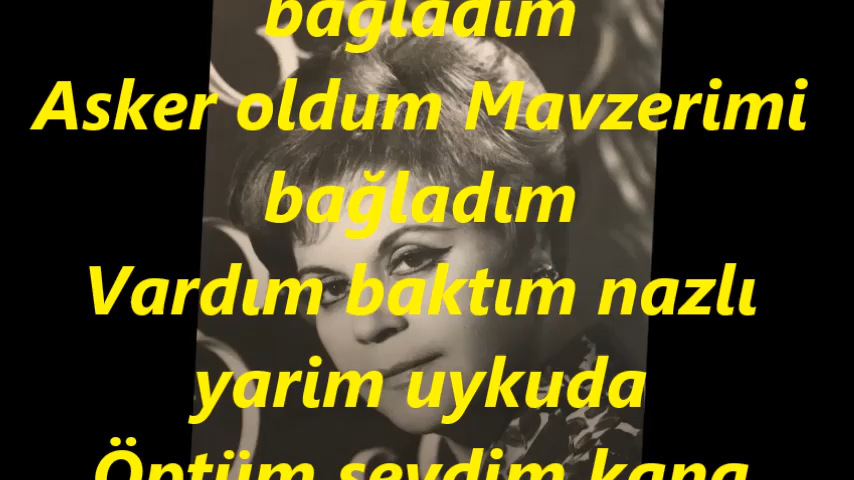 bağladım
Asker oldum Mavzerimi
bağladım
Vardım baktım nazlı
yarim uykuda
Öptüm sevdim kana